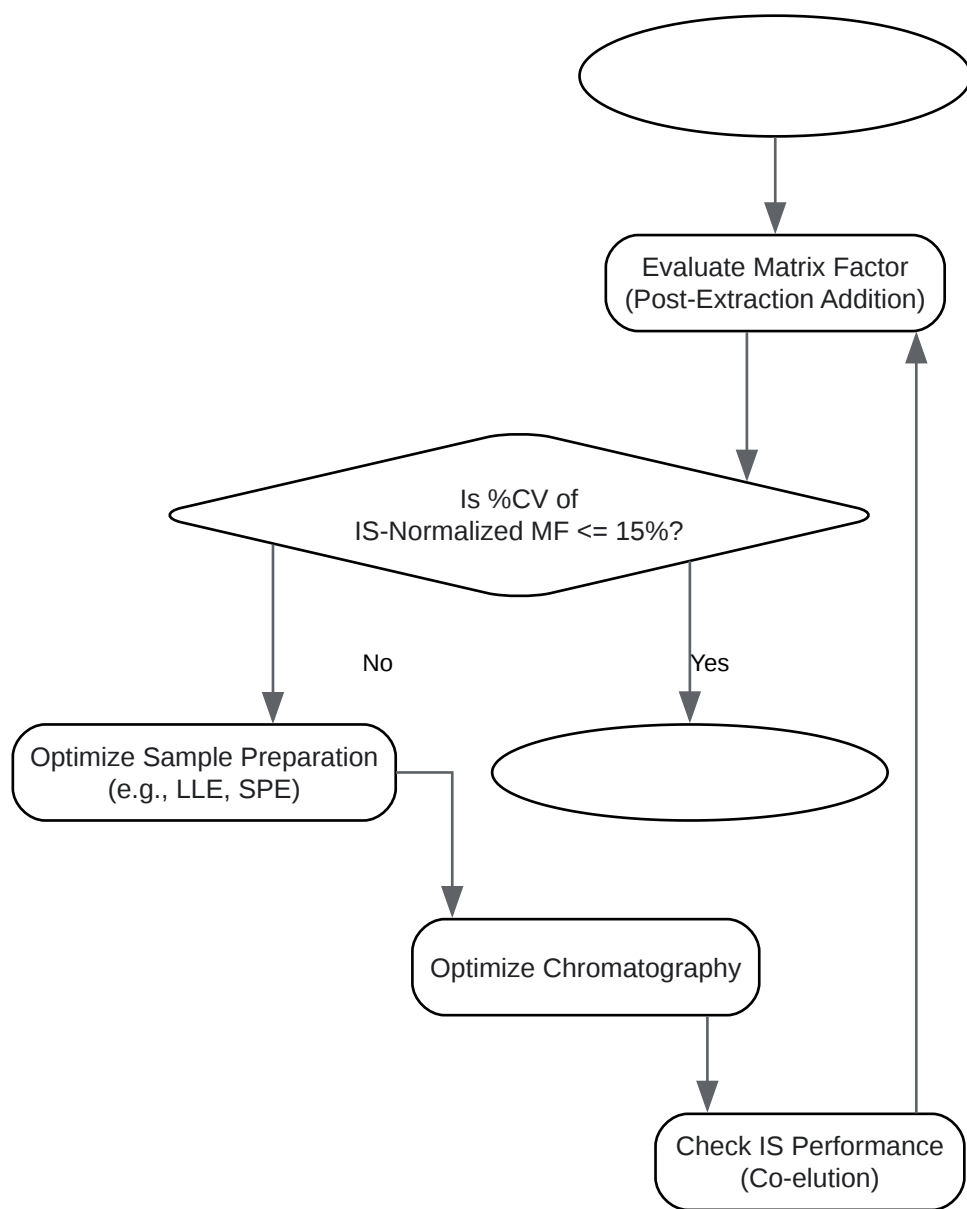 Evaluate Matrix Factor
(Post-Extraction Addition)
Is %CV of
IS-Normalized MF <= 15%?
No
Yes
Optimize Sample Preparation
(e.g., LLE, SPE)
Optimize Chromatography
Check IS Performance
(Co-elution)